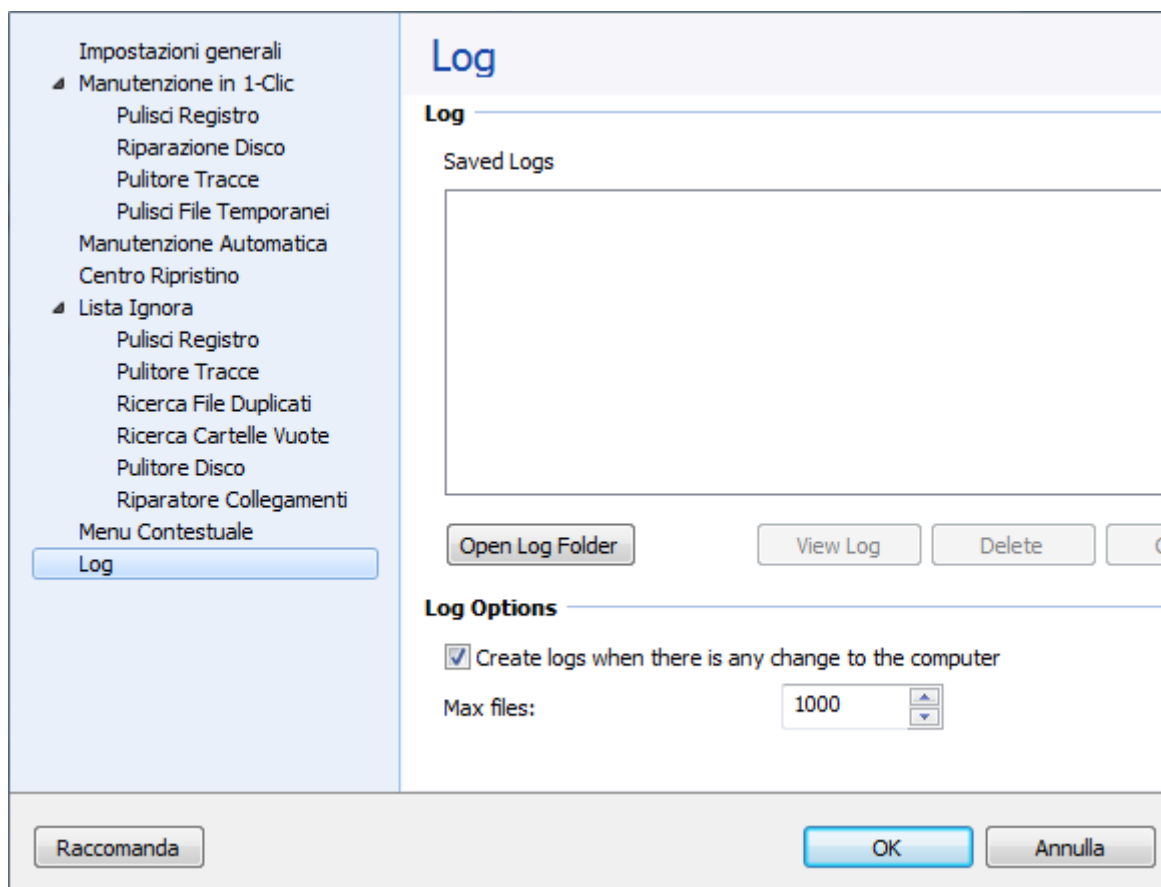 Impostazioni generali
Manutenzione in 1-Clic
Pulisci Registro
Riparazione Disco
Pulitore Tracce
Pulisci File Temporanei
Manutenzione Automatica
Centro Ripristino
Lista Ignora
Pulisci Registro
Pulitore Tracce
Ricerca File Duplicati
Ricerca Cartelle Vuote
Pulitore Disco
Riparatore Collegamenti
Menu Contestuale
Log
Log
Log
Saved Logs
Open Log Folder View Log Delete
Log Options
Create logs when there is any change to the computer
Max files: 1000
Raccomanda OK Annulla